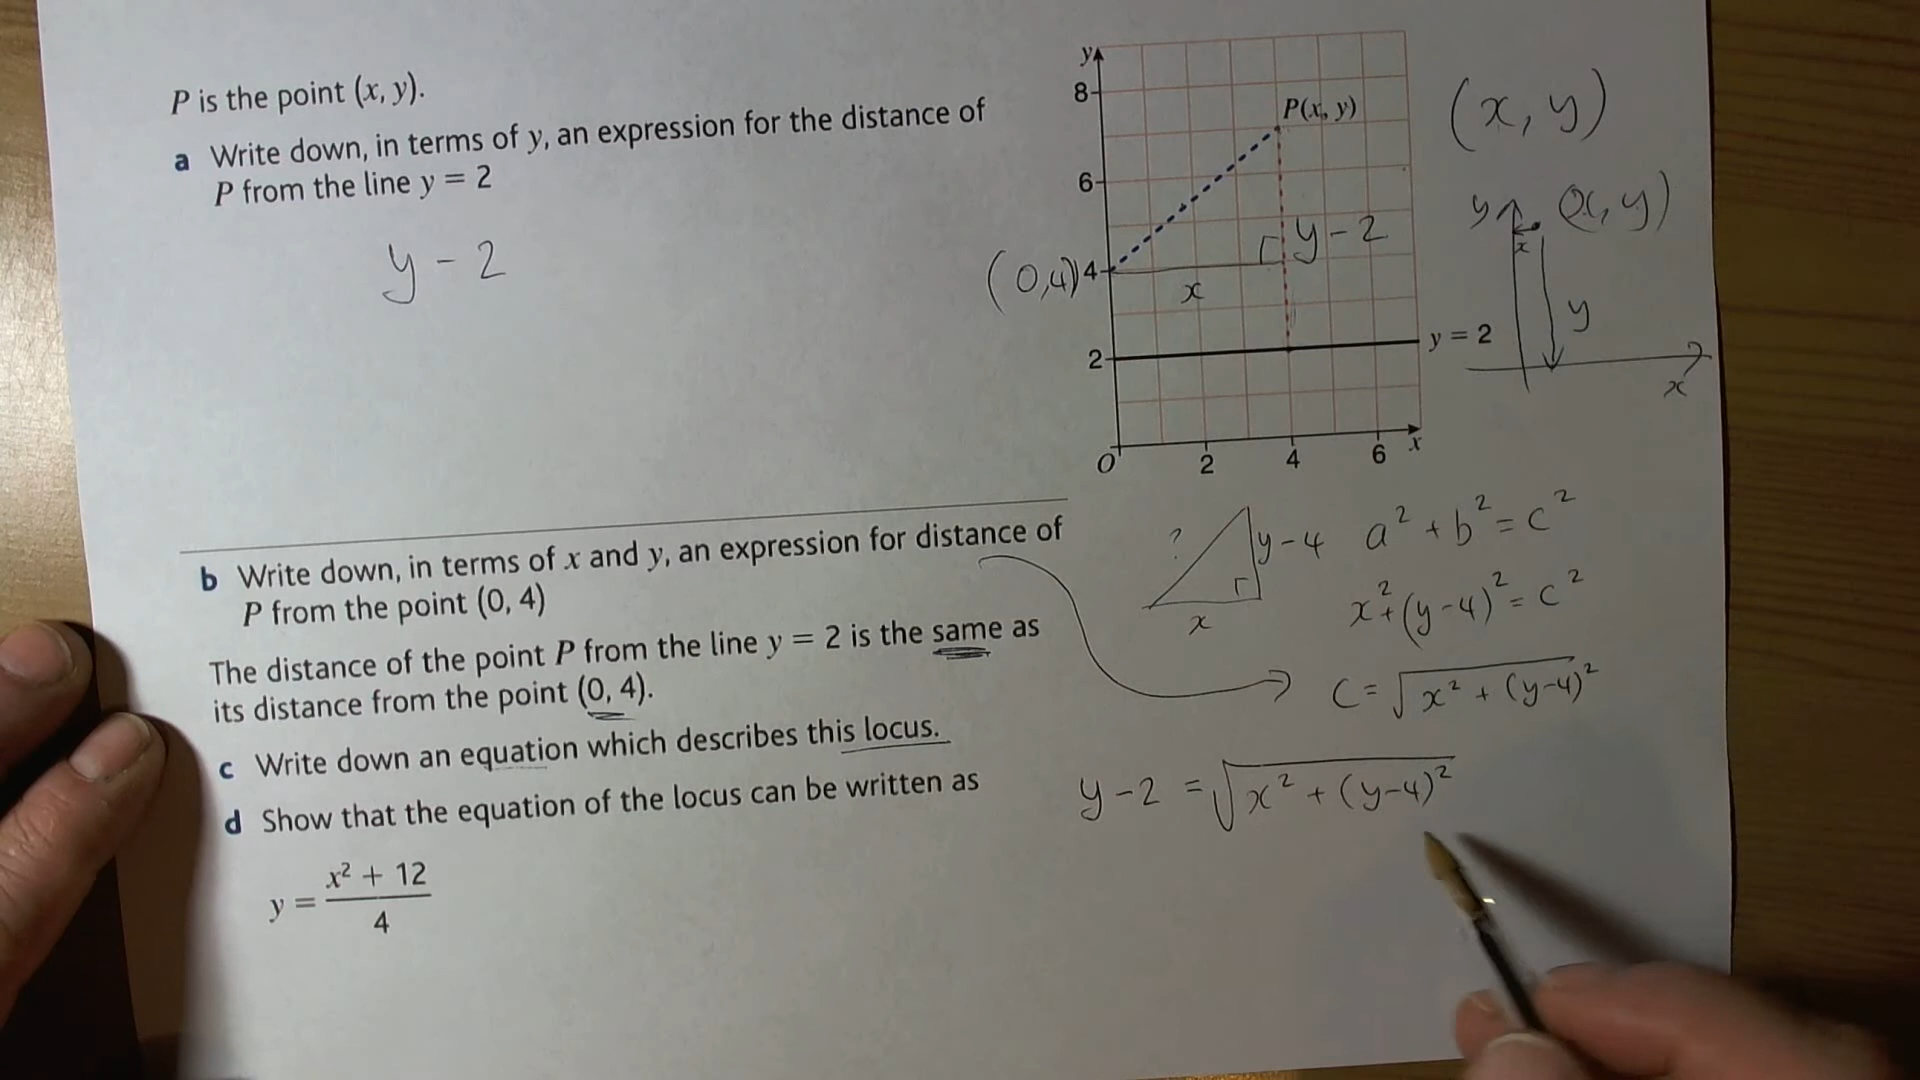 P is the point (x, y).
a Write down, in terms of y, an expression for the distance of
P from the line y = 2
y - 2
y
8
6
4
2
O
2
4
6
x
P(x, y)
y = 2
(0,4)
x
y - 2
(x, y)
y
(x, y)
x
y
x
b Write down, in terms of x and y, an expression for distance of
P from the point (0, 4)
The distance of the point P from the line y = 2 is the same as
its distance from the point (0, 4).
c Write down an equation which describes this locus.
d Show that the equation of the locus can be written as
y = \frac{x² + 12}{4}
?
y - 4
x
a² + b² = c²
x² + (y - 4)² = c²
c = √x² + (y-4)²
y - 2 = √x² + (y-4)²